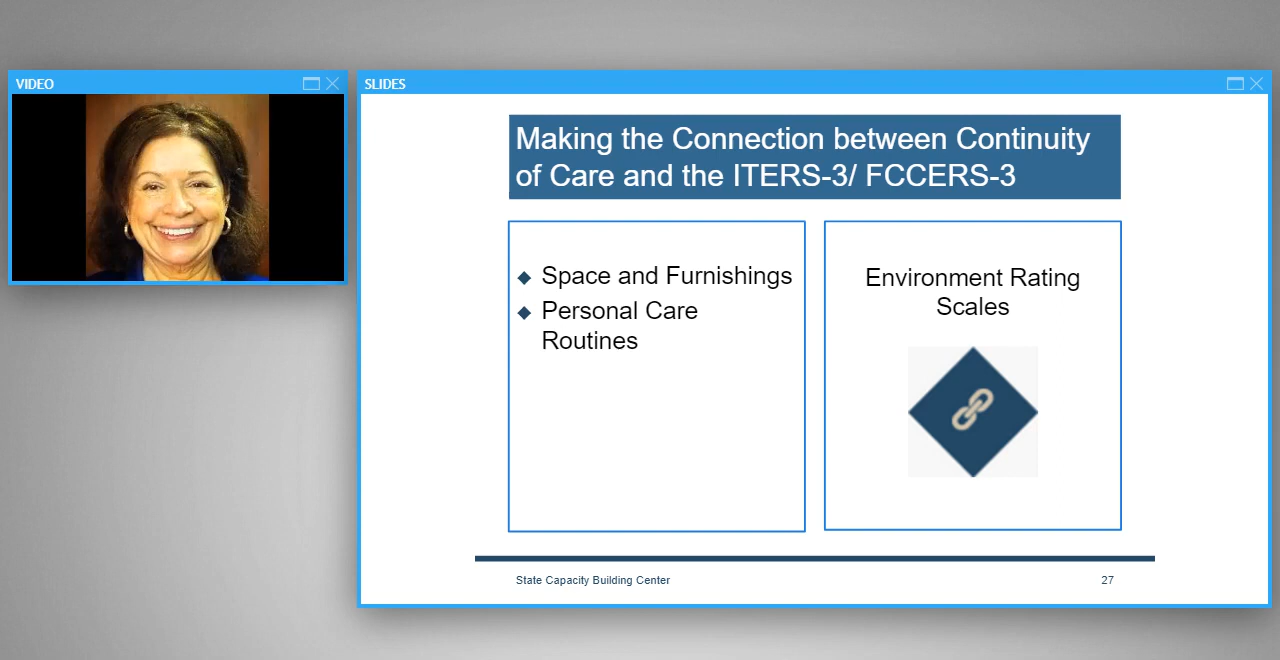 VIDEO
SLIDES
Making the Connection between Continuity
of Care and the ITERS-3/ FCCERS-3
Space and Furnishings
Personal Care
Routines
Environment Rating
Scales
State Capacity Building Center
27